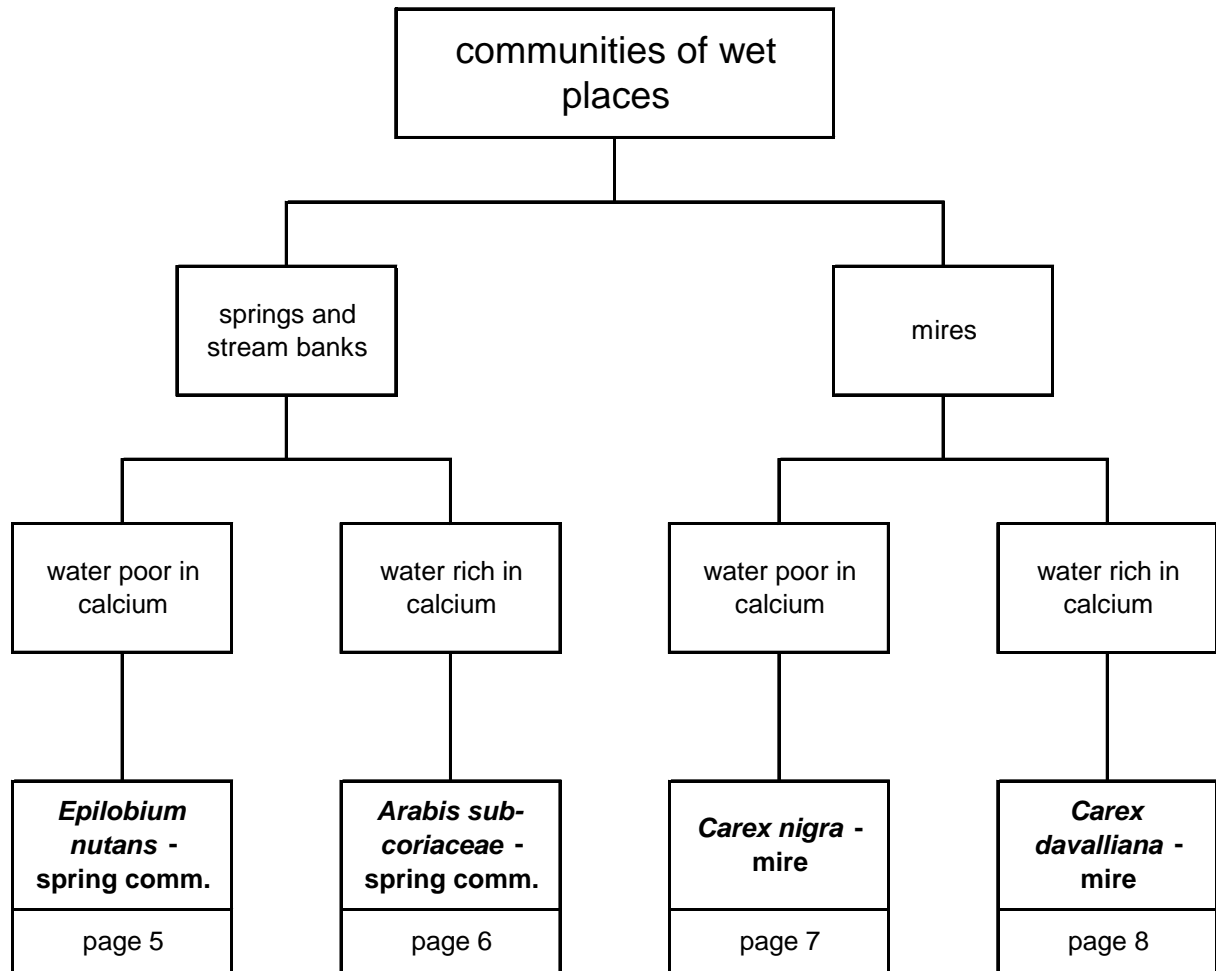 communities of wet
places
springs and
stream banks
mires
water poor in
calcium
water rich in
calcium
water poor in
calcium
water rich in
calcium
Epilobium
nutans -
spring comm.
Arabis sub-
coriaceae -
spring comm.
Carex nigra -
mire
Carex
davalliana -
mire
page 5
page 6
page 7
page 8